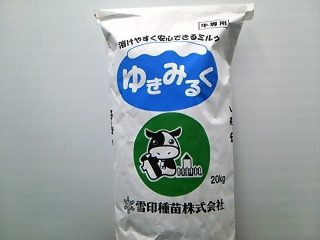 牛専用
溶けやすく安心できるミルク
ゆきみるく
20kg
雪印種苗株式会社